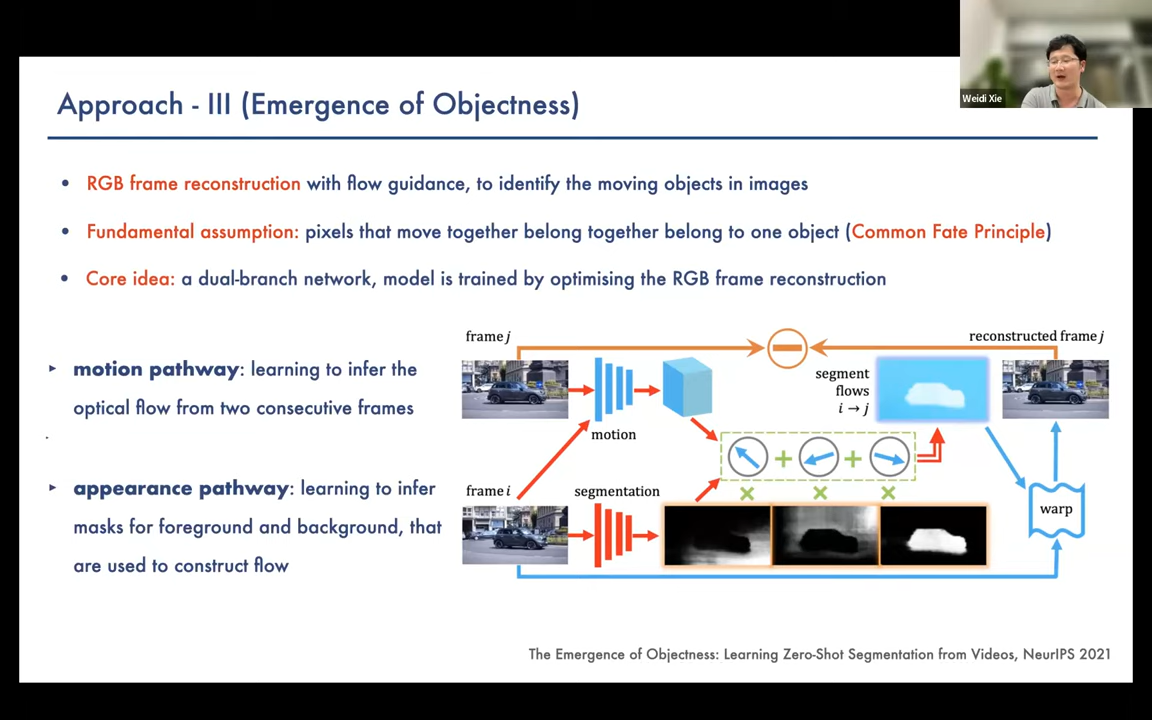 Weidi Xie
Approach - III (Emergence of Objectness)
• RGB frame reconstruction with flow guidance, to identify the moving objects in images
• Fundamental assumption: pixels that move together belong together belong to one object (Common Fate Principle)
• Core idea: a dual-branch network, model is trained by optimising the RGB frame reconstruction
motion pathway: learning to infer the
optical flow from two consecutive frames
appearance pathway: learning to infer
masks for foreground and background, that
are used to construct flow
frame j
reconstructed frame j
segment
flows
i → j
motion
frame i
segmentation
warp
The Emergence of Objectness: Learning Zero-Shot Segmentation from Videos, NeurIPS 2021